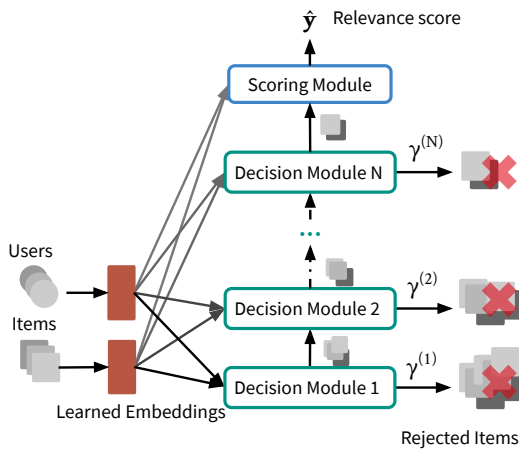 ŷ Relevance score
Scoring Module
γ^(N)
Decision Module N
...
Users
γ^(2)
Items
Decision Module 2
γ^(1)
Decision Module 1
Learned Embeddings
Rejected Items